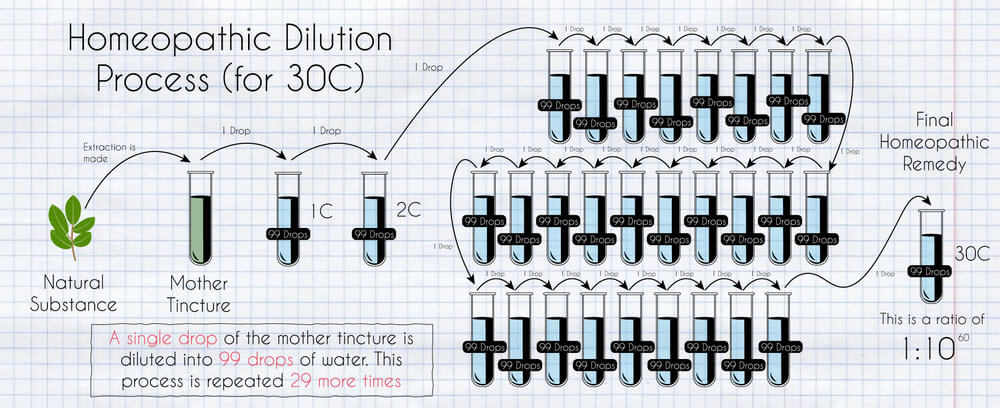 Homeopathic Dilution
Process (for 30C)
Extraction is
made
1 Drop
1 Drop
1 Drop
Natural
Substance
Mother
Tincture
99 Drops
1C
99 Drops
2C
1 Drop 1 Drop 1 Drop 1 Drop 1 Drop 1 Drop 1 Drop
99 Drops 99 Drops 99 Drops 99 Drops 99 Drops 99 Drops 99 Drops 99 Drops
1 Drop
1 Drop 1 Drop 1 Drop 1 Drop 1 Drop 1 Drop 1 Drop 1 Drop 1 Drop
99 Drops 99 Drops 99 Drops 99 Drops 99 Drops 99 Drops 99 Drops 99 Drops 99 Drops 99 Drops
1 Drop
1 Drop 1 Drop 1 Drop 1 Drop 1 Drop 1 Drop 1 Drop 1 Drop
99 Drops 99 Drops 99 Drops 99 Drops 99 Drops 99 Drops 99 Drops 99 Drops 99 Drops
1 Drop
Final
Homeopathic
Remedy
99 Drops
30C
This is a ratio of
1:10⁶⁰
A single drop of the mother tincture is
diluted into 99 drops of water. This
process is repeated 29 more times